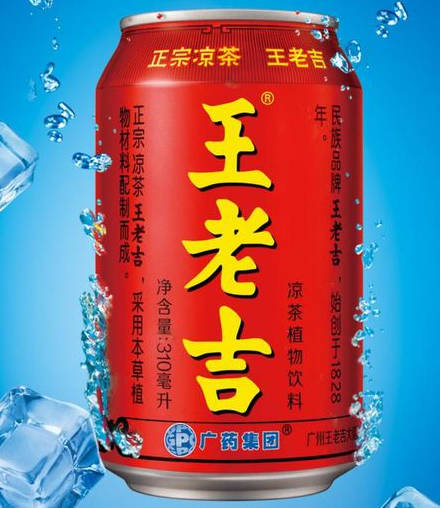 正宗凉茶 王老吉
民族品牌王老吉，始创于1828
年。
王老吉®
正宗凉茶王老吉，采用本草植
物材料配制而成。
凉茶植物饮料
净含量:310毫升
GPC 广药集团®
广州王老吉大